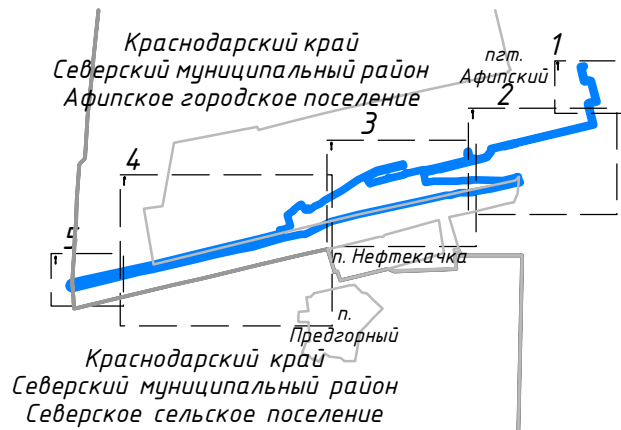 Краснодарский край
Северский муниципальный район
Афипское городское поселение
пгт.
Афипский
1
2
3
4
5
п. Нефтекачка
п.
Предгорный
Краснодарский край
Северский муниципальный район
Северское сельское поселение